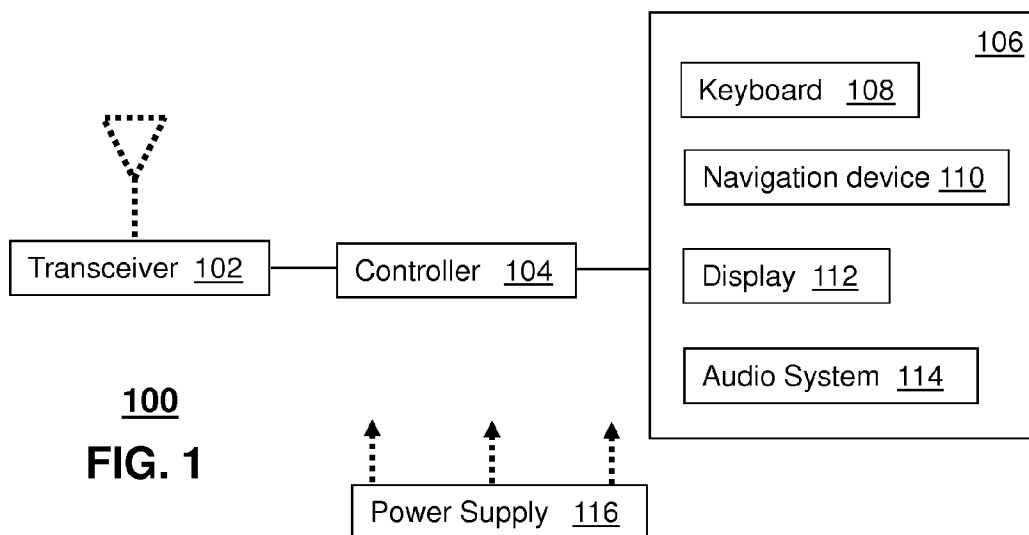 106
Keyboard 108
Navigation device 110
Transceiver 102
Controller 104
Display 112
Audio System 114
100
FIG. 1
Power Supply 116